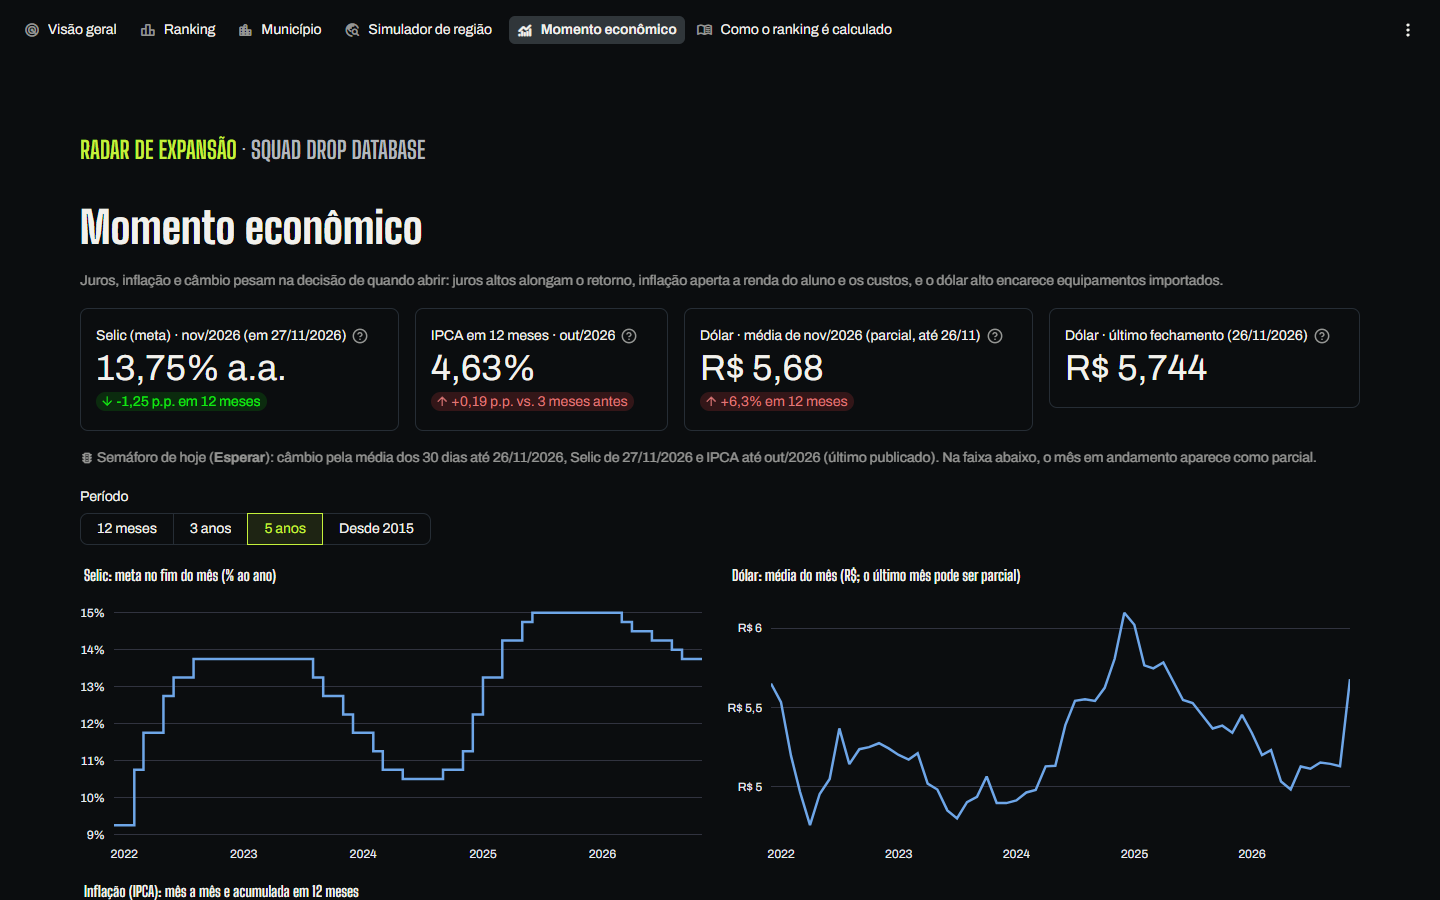 Visão geral
Ranking
Município
Simulador de região
Momento econômico
Como o ranking é calculado
RADAR DE EXPANSÃO · SQUAD DROP DATABASE
Momento econômico
Juros, inflação e câmbio pesam na decisão de quando abrir: juros altos alongam o retorno, inflação aperta a renda do aluno e os custos, e o dólar alto encarece equipamentos importados.
Selic (meta) · nov/2026 (em 27/11/2026)
13,75% a.a.
↓ -1,25 p.p. em 12 meses
IPCA em 12 meses · out/2026
4,63%
↑ +0,19 p.p. vs. 3 meses antes
Dólar · média de nov/2026 (parcial, até 26/11)
R$ 5,68
↑ +6,3% em 12 meses
Dólar · último fechamento (26/11/2026)
R$ 5,744
Semáforo de hoje (Esperar): câmbio pela média dos 30 dias até 26/11/2026, Selic de 27/11/2026 e IPCA até out/2026 (último publicado). Na faixa abaixo, o mês em andamento aparece como parcial.
Período
12 meses
3 anos
5 anos
Desde 2015
Selic: meta no fim do mês (% ao ano)
15%
14%
13%
12%
11%
10%
9%
2022
2023
2024
2025
2026
Dólar: média do mês (R$; o último mês pode ser parcial)
R$ 6
R$ 5,5
R$ 5
2022
2023
2024
2025
2026
Inflação (IPCA): mês a mês e acumulada em 12 meses